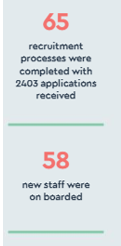 65
recruitment
processes were
completed with
2403 applications
received
58
new staff were
on boarded